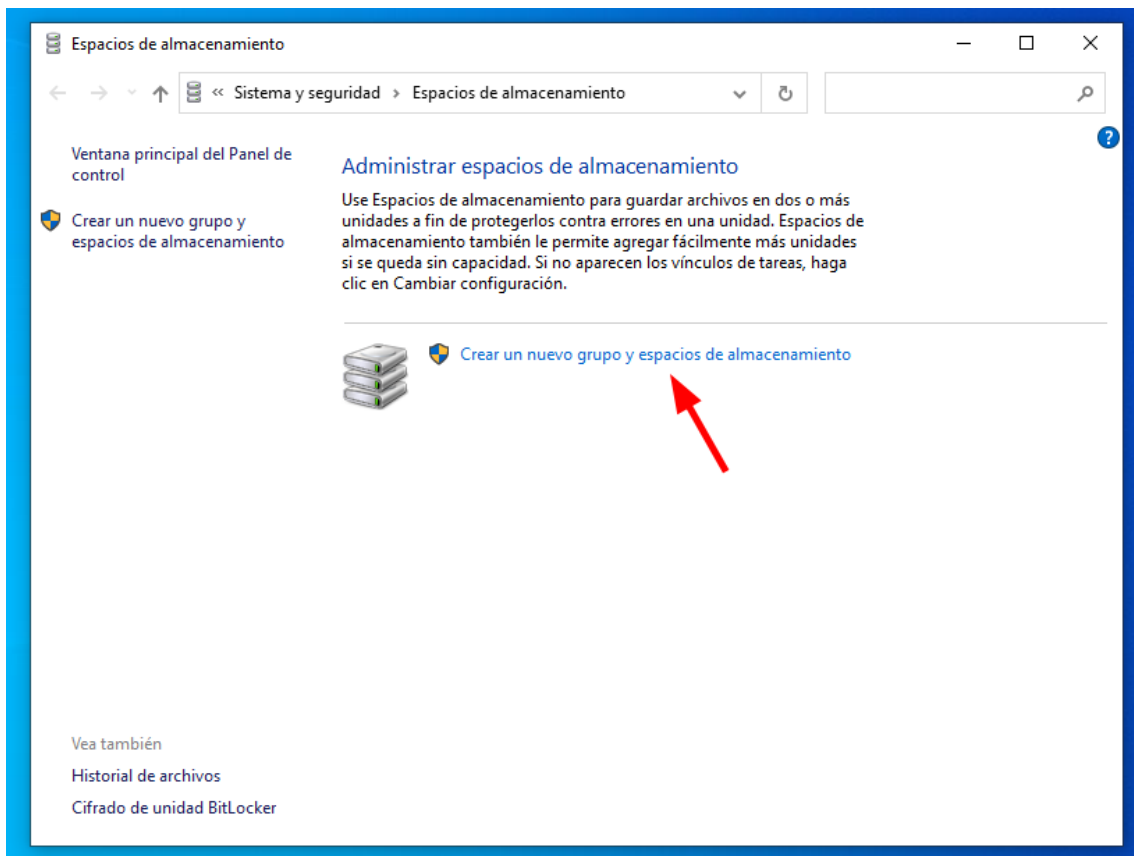 Espacios de almacenamiento
« Sistema y seguridad > Espacios de almacenamiento
?
Ventana principal del Panel de
control
Crear un nuevo grupo y
espacios de almacenamiento
Administrar espacios de almacenamiento
Use Espacios de almacenamiento para guardar archivos en dos o más
unidades a fin de protegerlos contra errores en una unidad. Espacios de
almacenamiento también le permite agregar fácilmente más unidades
si se queda sin capacidad. Si no aparecen los vínculos de tareas, haga
clic en Cambiar configuración.
Crear un nuevo grupo y espacios de almacenamiento
Vea también
Historial de archivos
Cifrado de unidad BitLocker